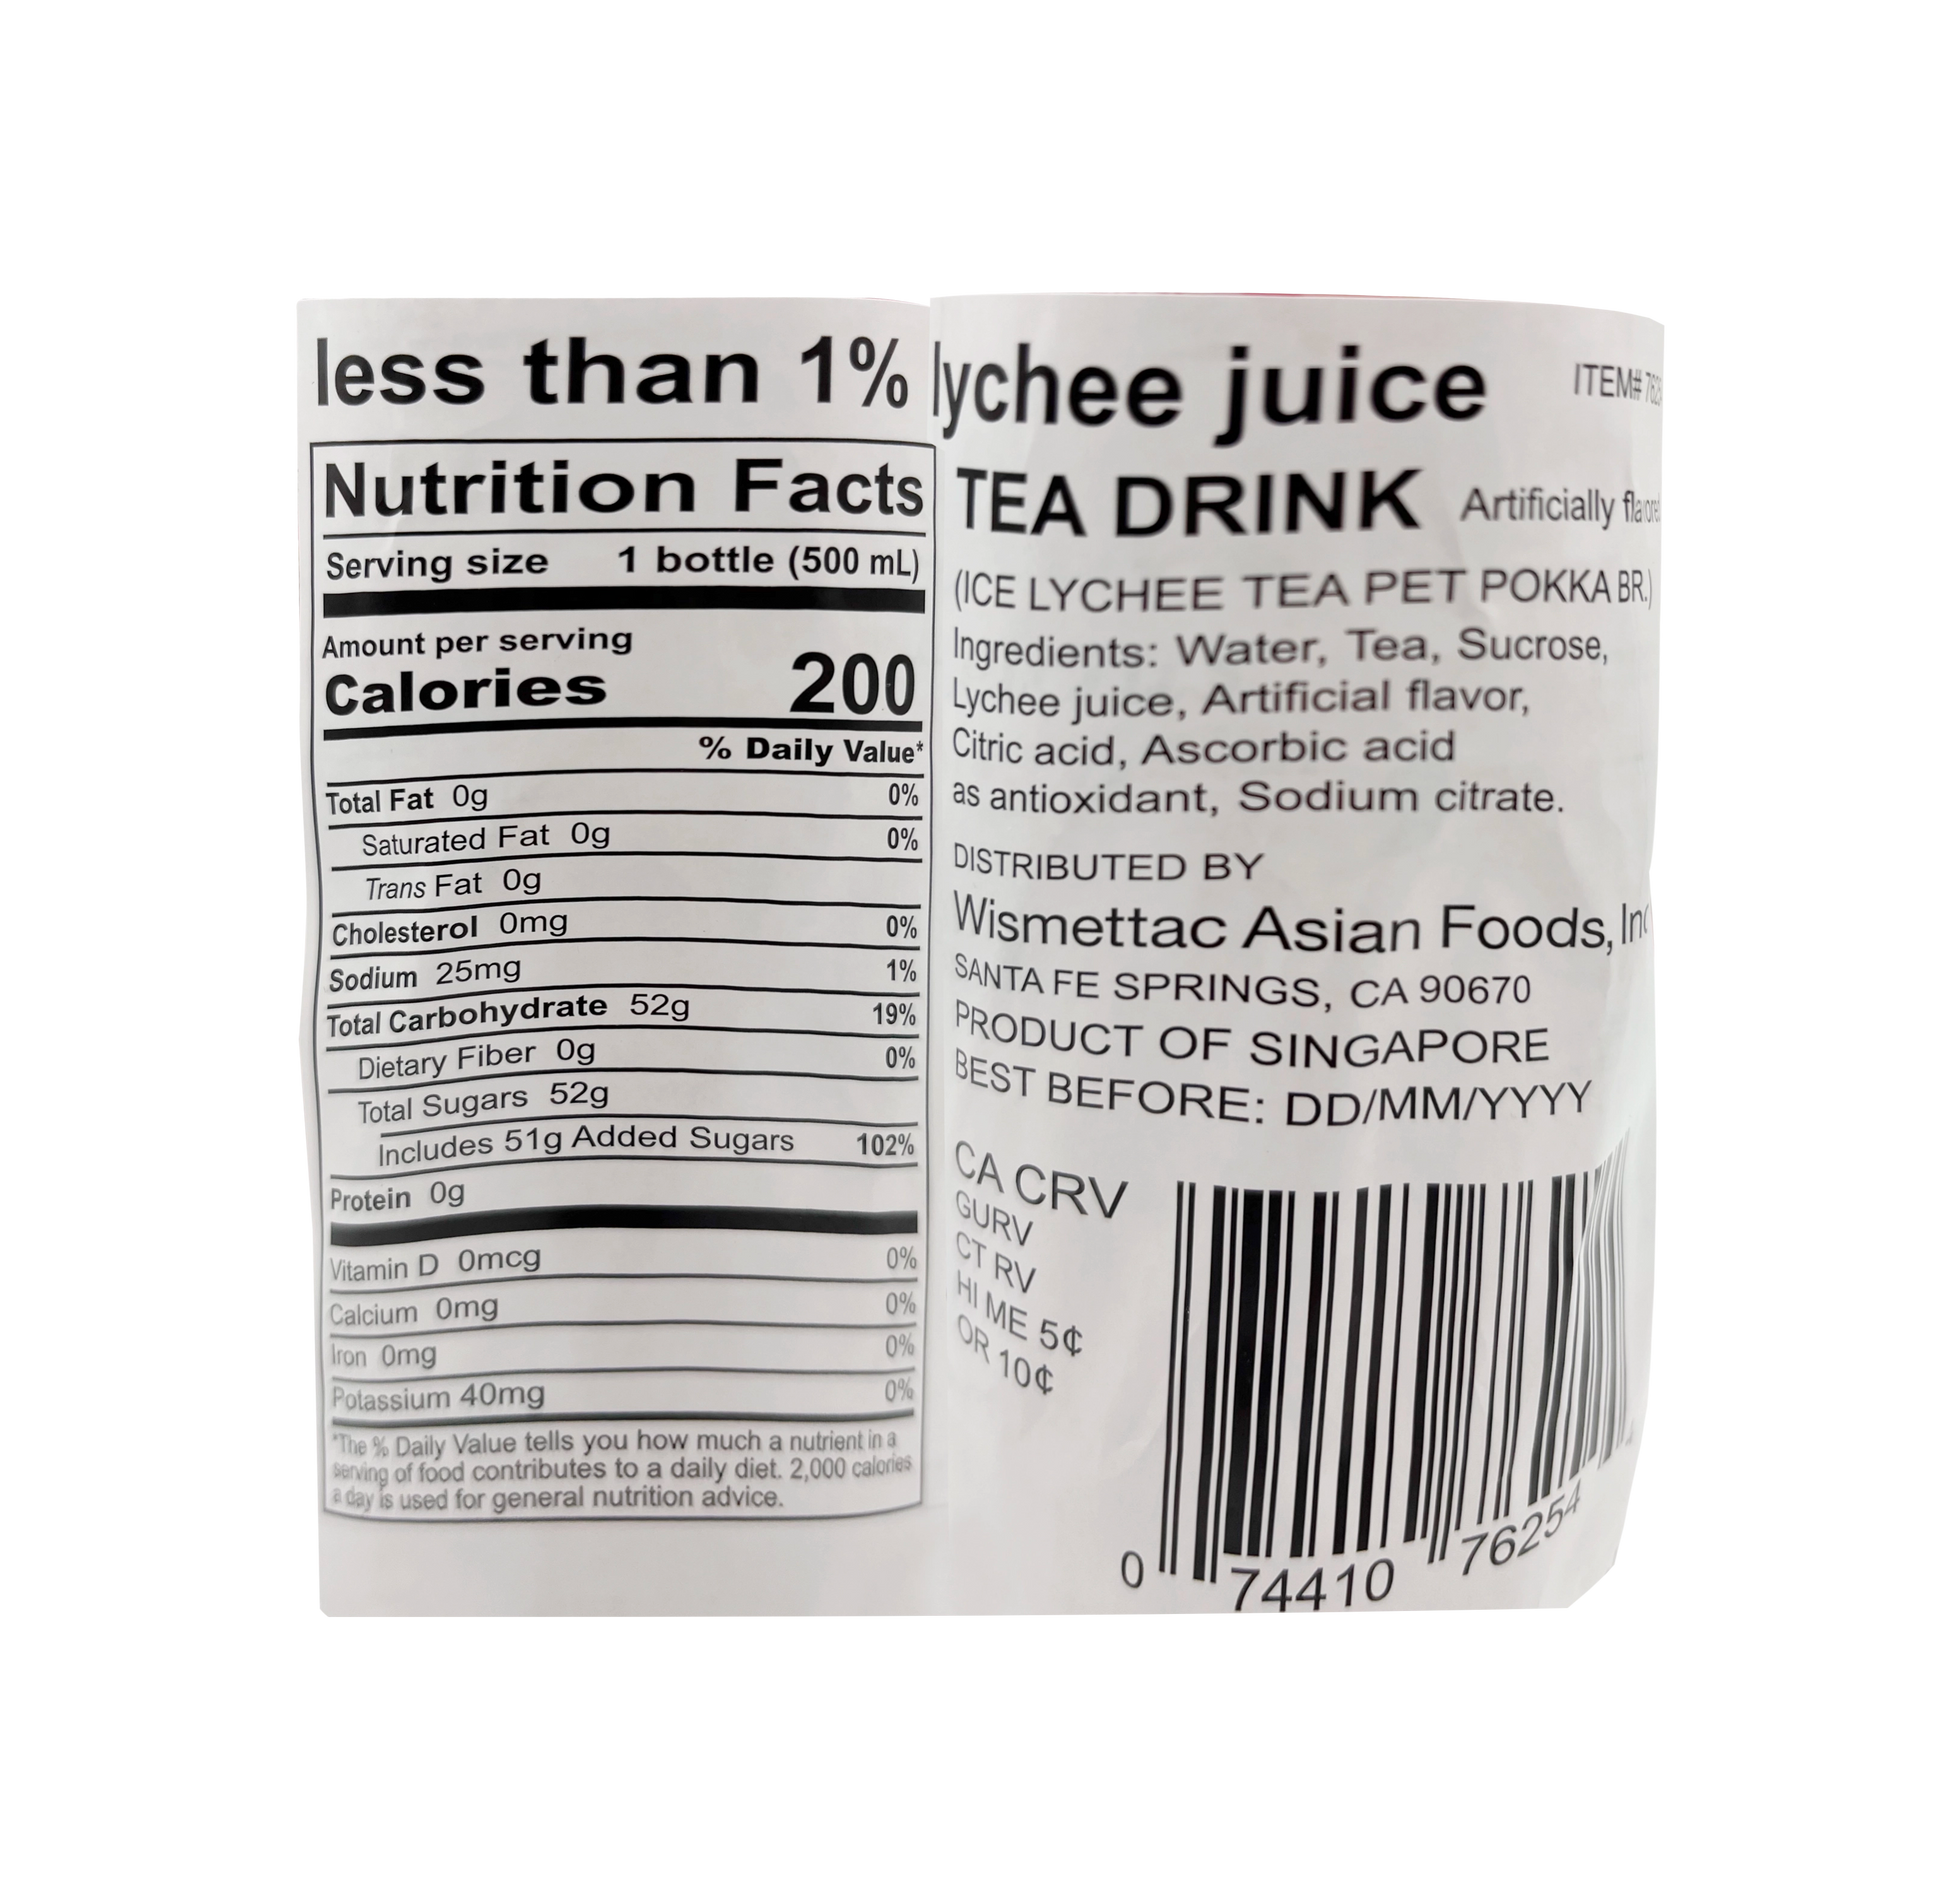 less than 1% lychee juice
ITEM#
Nutrition Facts
Serving size 1 bottle (500 mL)
Amount per serving
Calories 200
% Daily Value*
Total Fat 0g 0%
Saturated Fat 0g 0%
Trans Fat 0g
Cholesterol 0mg 0%
Sodium 25mg 1%
Total Carbohydrate 52g 19%
Dietary Fiber 0g 0%
Total Sugars 52g
Includes 51g Added Sugars 102%
Protein 0g
Vitamin D 0mcg 0%
Calcium 0mg 0%
Iron 0mg 0%
Potassium 40mg 0%
*The % Daily Value tells you how much a nutrient in a
serving of food contributes to a daily diet. 2,000 calories
a day is used for general nutrition advice.
TEA DRINK Artificially flavored
(ICE LYCHEE TEA PET POKKA BR.)
Ingredients: Water, Tea, Sucrose,
Lychee juice, Artificial flavor,
Citric acid, Ascorbic acid
as antioxidant, Sodium citrate.
DISTRIBUTED BY
Wismettac Asian Foods, Inc
SANTA FE SPRINGS, CA 90670
PRODUCT OF SINGAPORE
BEST BEFORE: DD/MM/YYYY
CA CRV
GURV
CT RV
HI ME 5¢
OR 10¢
0 74410 76254